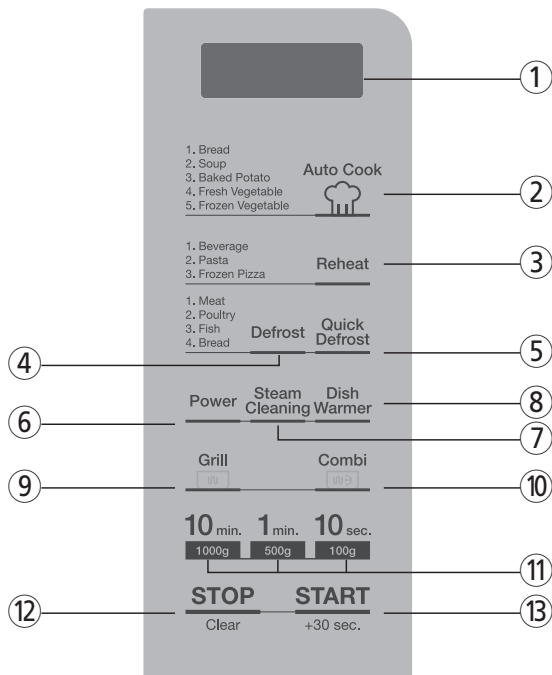 ①
1. Bread
2. Soup
3. Baked Potato
4. Fresh Vegetable
5. Frozen Vegetable
Auto Cook
②
1. Beverage
2. Pasta
3. Frozen Pizza
Reheat
③
1. Meat
2. Poultry
3. Fish
4. Bread
Defrost
Quick
Defrost
④
⑤
Power
Steam
Cleaning
Dish
Warmer
⑥
⑦
⑧
Grill
Combi
⑨
⑩
10 min. 1 min. 10 sec.
1000g 500g 100g
⑪
STOP START
Clear +30 sec.
⑫
⑬